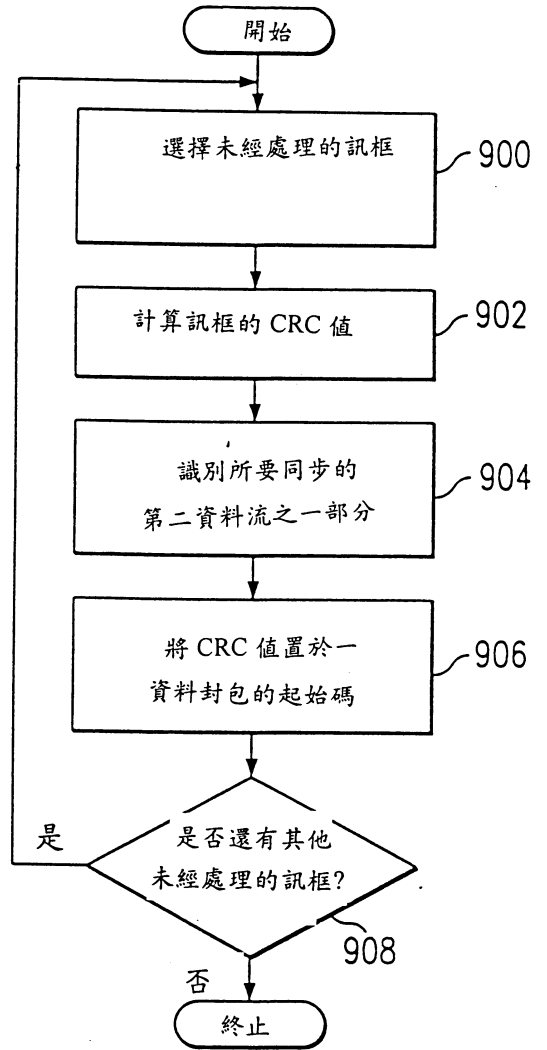 開始
選擇未經處理的訊框
900
計算訊框的 CRC 值
902
識別所要同步的
第二資料流之一部分
904
將 CRC 值置於一
資料封包的起始碼
906
是否還有其他
未經處理的訊框?
908
是
否
終止